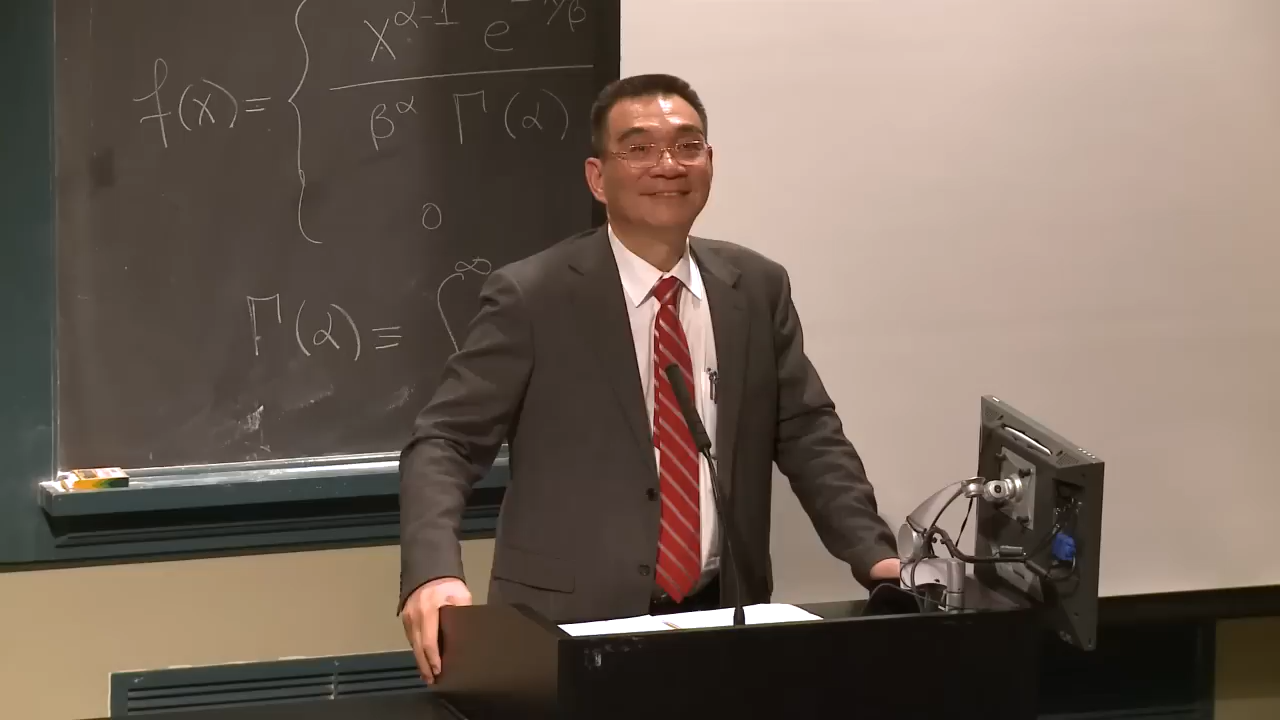 x^{α-1} e^{-x/β}
f(x) ≡ {
β^α Γ(α)
0
Γ(α) ≡ ∫^∞